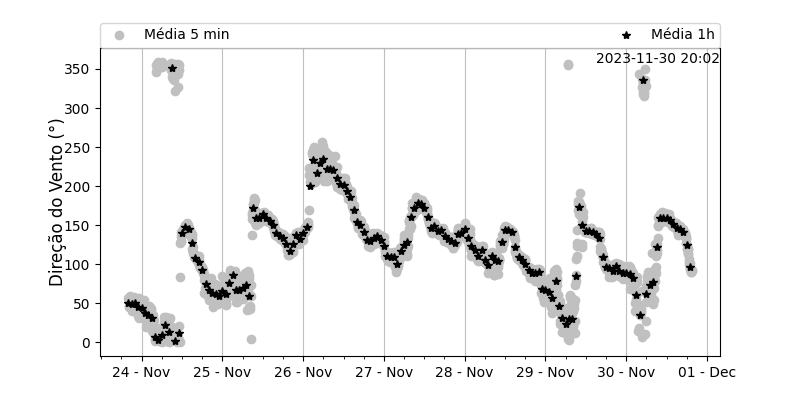 Média 5 min
Média 1h
2023-11-30 20:02
Direção do Vento (°)
350
300
250
200
150
100
50
0
24 - Nov
25 - Nov
26 - Nov
27 - Nov
28 - Nov
29 - Nov
30 - Nov
01 - Dec